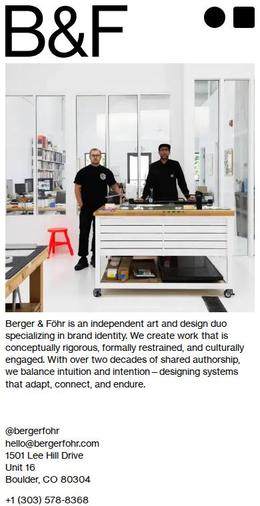 B&F
Berger & Föhr is an independent art and design duo
specializing in brand identity. We create work that is
conceptually rigorous, formally restrained, and culturally
engaged. With over two decades of shared authorship,
we balance intuition and intention – designing systems
that adapt, connect, and endure.
@bergerfohr
hello@bergerfohr.com
1501 Lee Hill Drive
Unit 16
Boulder, CO 80304
+1 (303) 578-8368